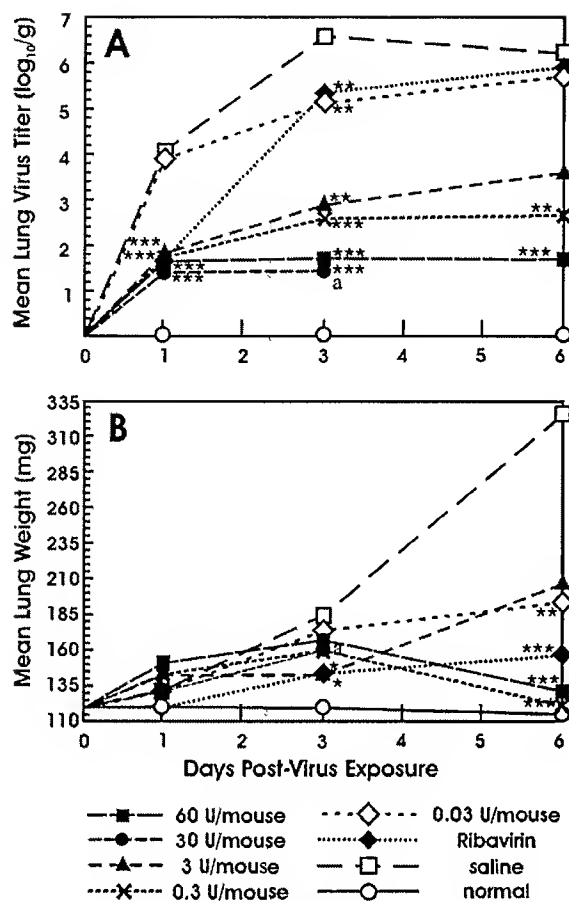 A
Mean Lung Virus Titer (log₁₀/g)
7
6
5
4
3
2
1
** 
**
***
***
***
***
**
***
***
***
a
**
***
0 1 2 3 4 5 6
B
Mean Lung Weight (mg)
335
310
285
260
235
210
185
160
135
110
a
*
*
**
***
***
***
0 1 2 3 4 5 6
Days Post-Virus Exposure
60 U/mouse
30 U/mouse
3 U/mouse
0.3 U/mouse
0.03 U/mouse
Ribavirin
saline
normal